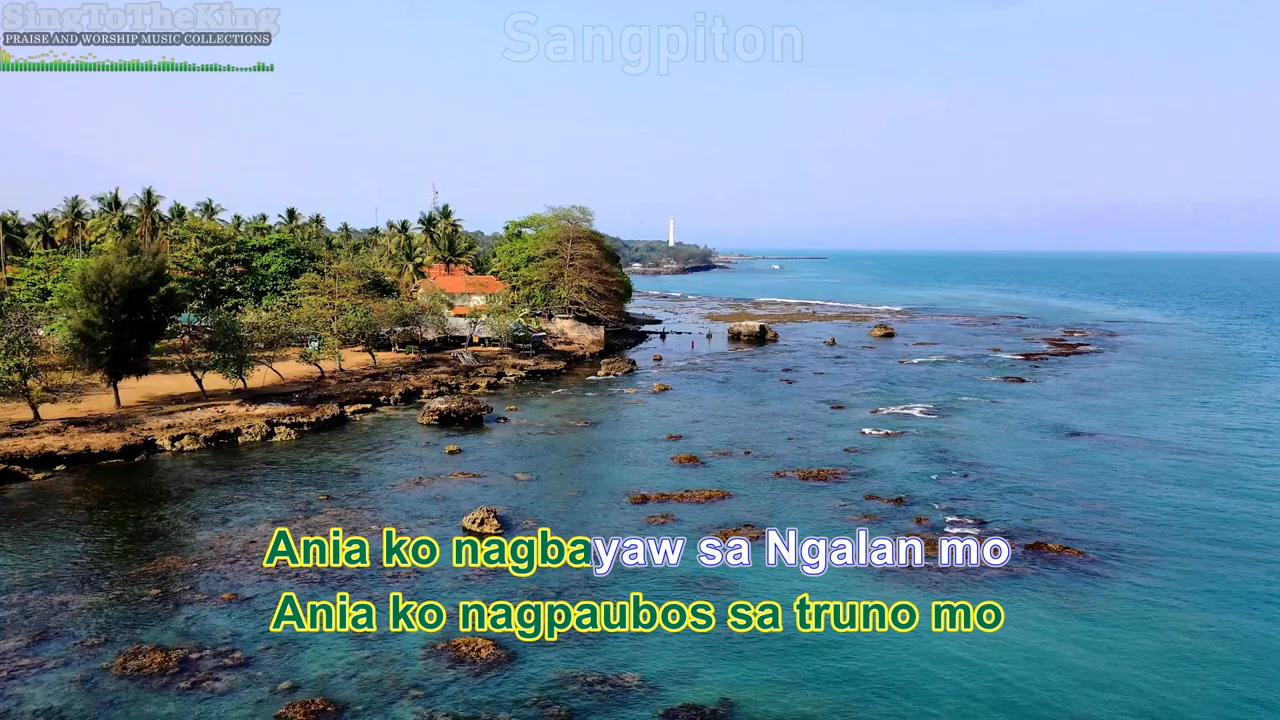 SingToTheKing
PRAISE AND WORSHIP MUSIC COLLECTIONS
Sangpiton
Ania ko nagbayaw sa Ngalan mo
Ania ko nagpaubos sa truno mo